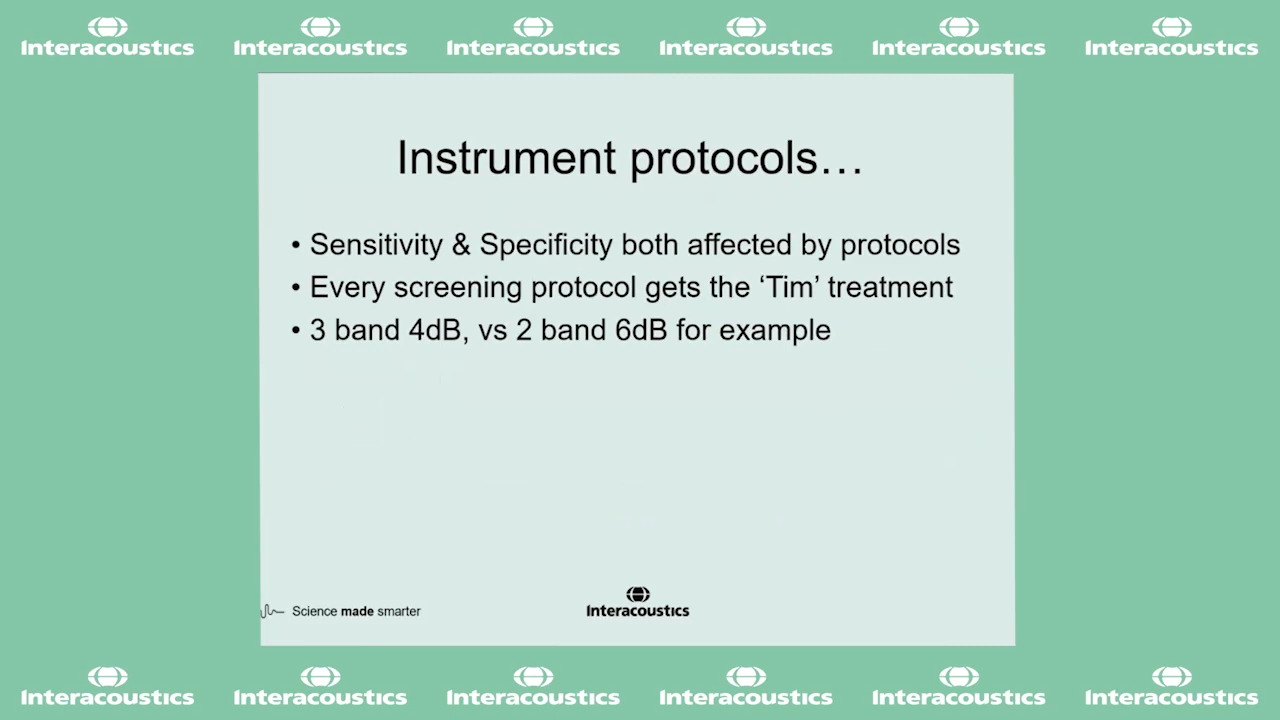 Interacoustics Interacoustics Interacoustics Interacoustics Interacoustics Interacoustics
Instrument protocols…
• Sensitivity & Specificity both affected by protocols
• Every screening protocol gets the ‘Tim’ treatment
• 3 band 4dB, vs 2 band 6dB for example
Science made smarter
Interacoustics
Interacoustics Interacoustics Interacoustics Interacoustics Interacoustics Interacoustics